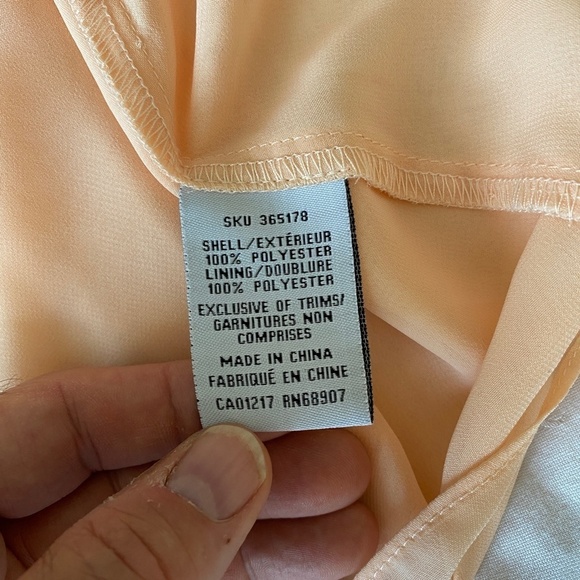 SKU 365178
SHELL/EXTÉRIEUR
100% POLYESTER
LINING/DOUBLURE
100% POLYESTER
EXCLUSIVE OF TRIMS/
GARNITURES NON
COMPRISES
MADE IN CHINA
FABRIQUÉ EN CHINE
CA01217 RN68907